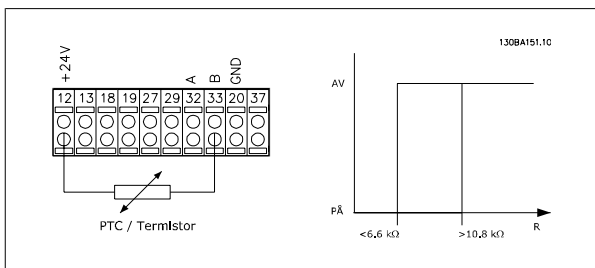 130BA151.10
+24V
A
B
GND
12 13 18 19 27 29 32 33 20 37
PTC / Termistor
AV
PÅ
<6.6 kΩ
>10.8 kΩ
R